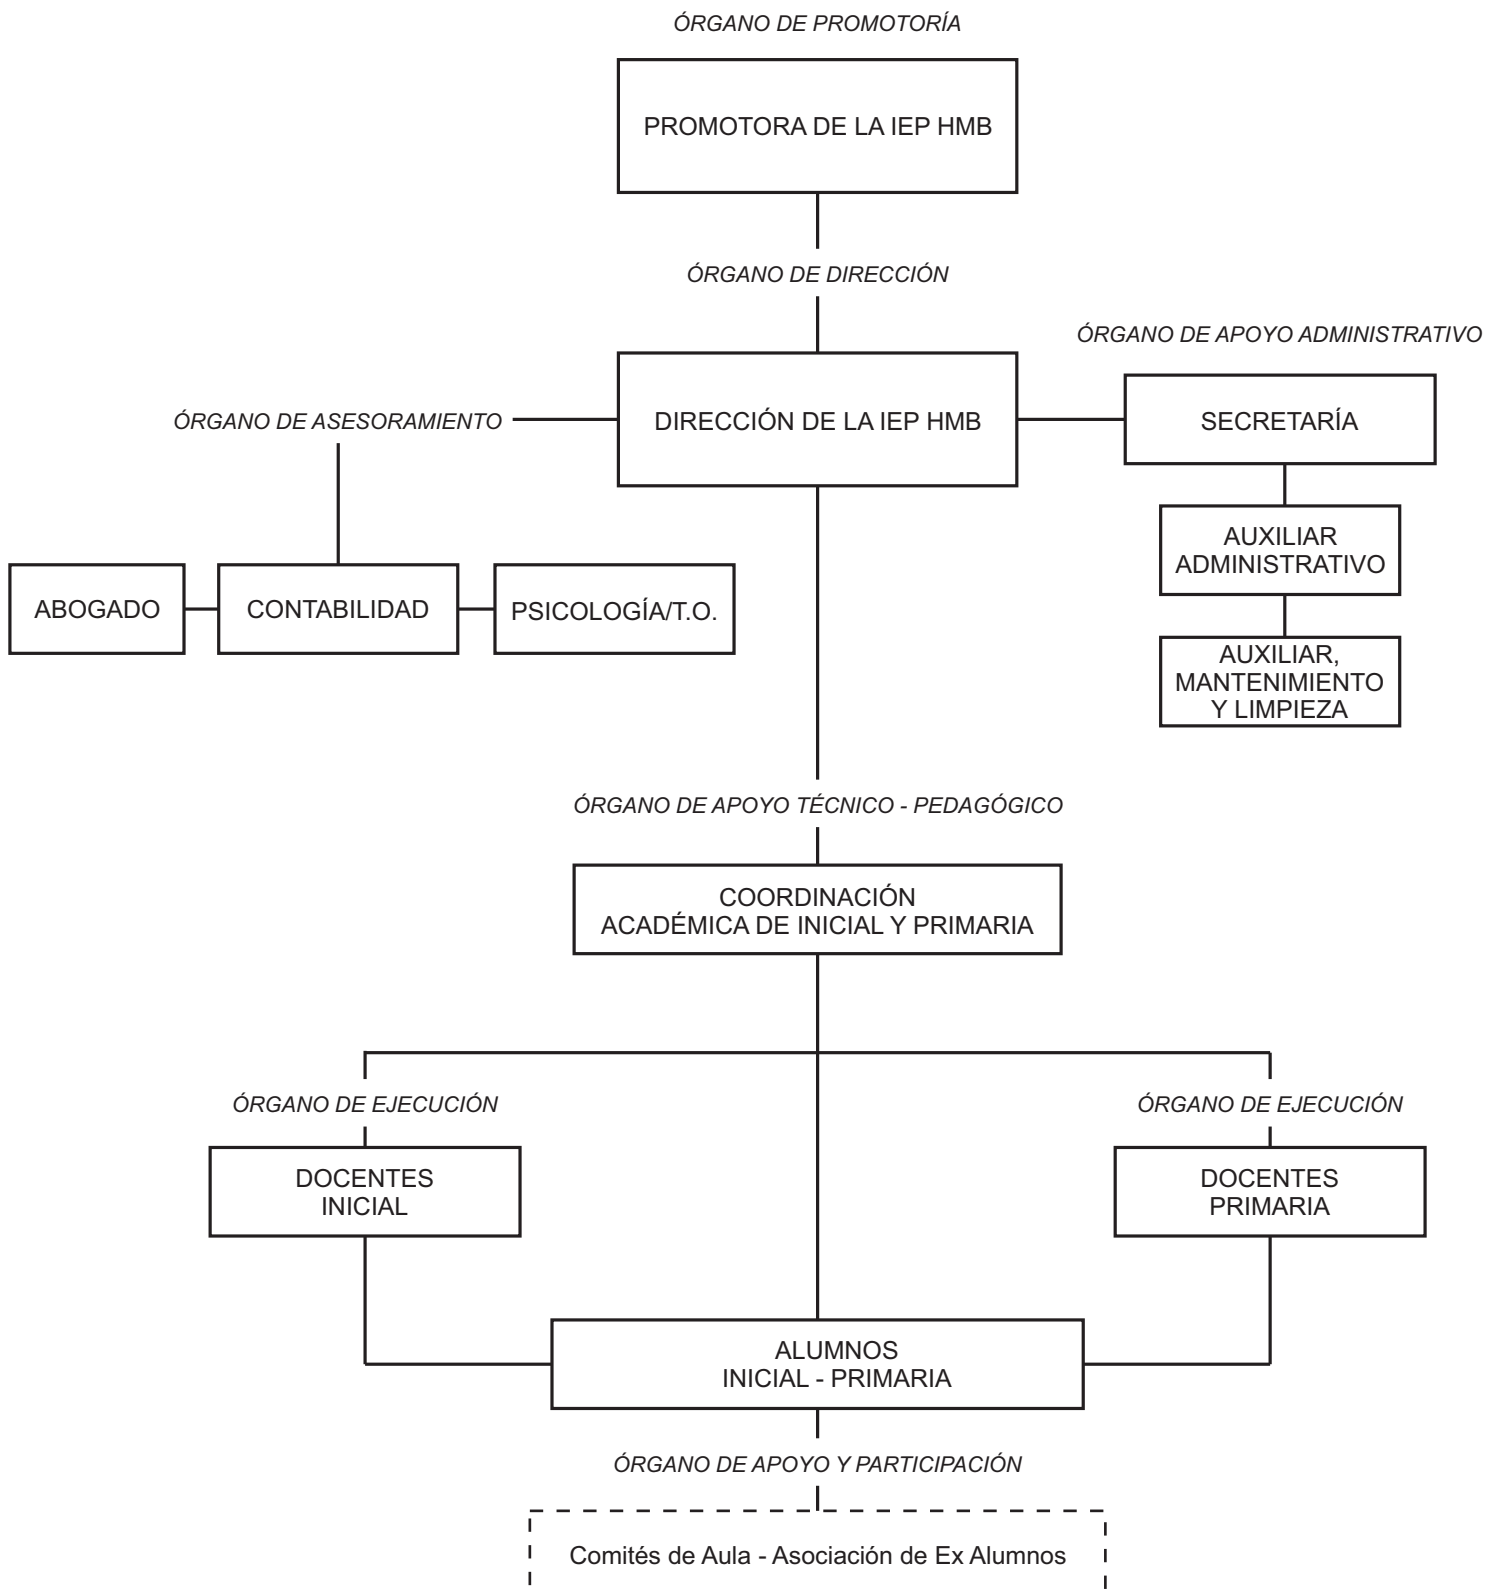 ÓRGANO DE PROMOTORÍA
PROMOTORA DE LA IEP HMB
ÓRGANO DE DIRECCIÓN
ÓRGANO DE APOYO ADMINISTRATIVO
ÓRGANO DE ASESORAMIENTO
DIRECCIÓN DE LA IEP HMB
SECRETARÍA
AUXILIAR
ADMINISTRATIVO
ABOGADO
CONTABILIDAD
PSICOLOGÍA/T.O.
AUXILIAR,
MANTENIMIENTO
Y LIMPIEZA
ÓRGANO DE APOYO TÉCNICO - PEDAGÓGICO
COORDINACIÓN
ACADÉMICA DE INICIAL Y PRIMARIA
ÓRGANO DE EJECUCIÓN
ÓRGANO DE EJECUCIÓN
DOCENTES
INICIAL
DOCENTES
PRIMARIA
ALUMNOS
INICIAL - PRIMARIA
ÓRGANO DE APOYO Y PARTICIPACIÓN
Comités de Aula - Asociación de Ex Alumnos